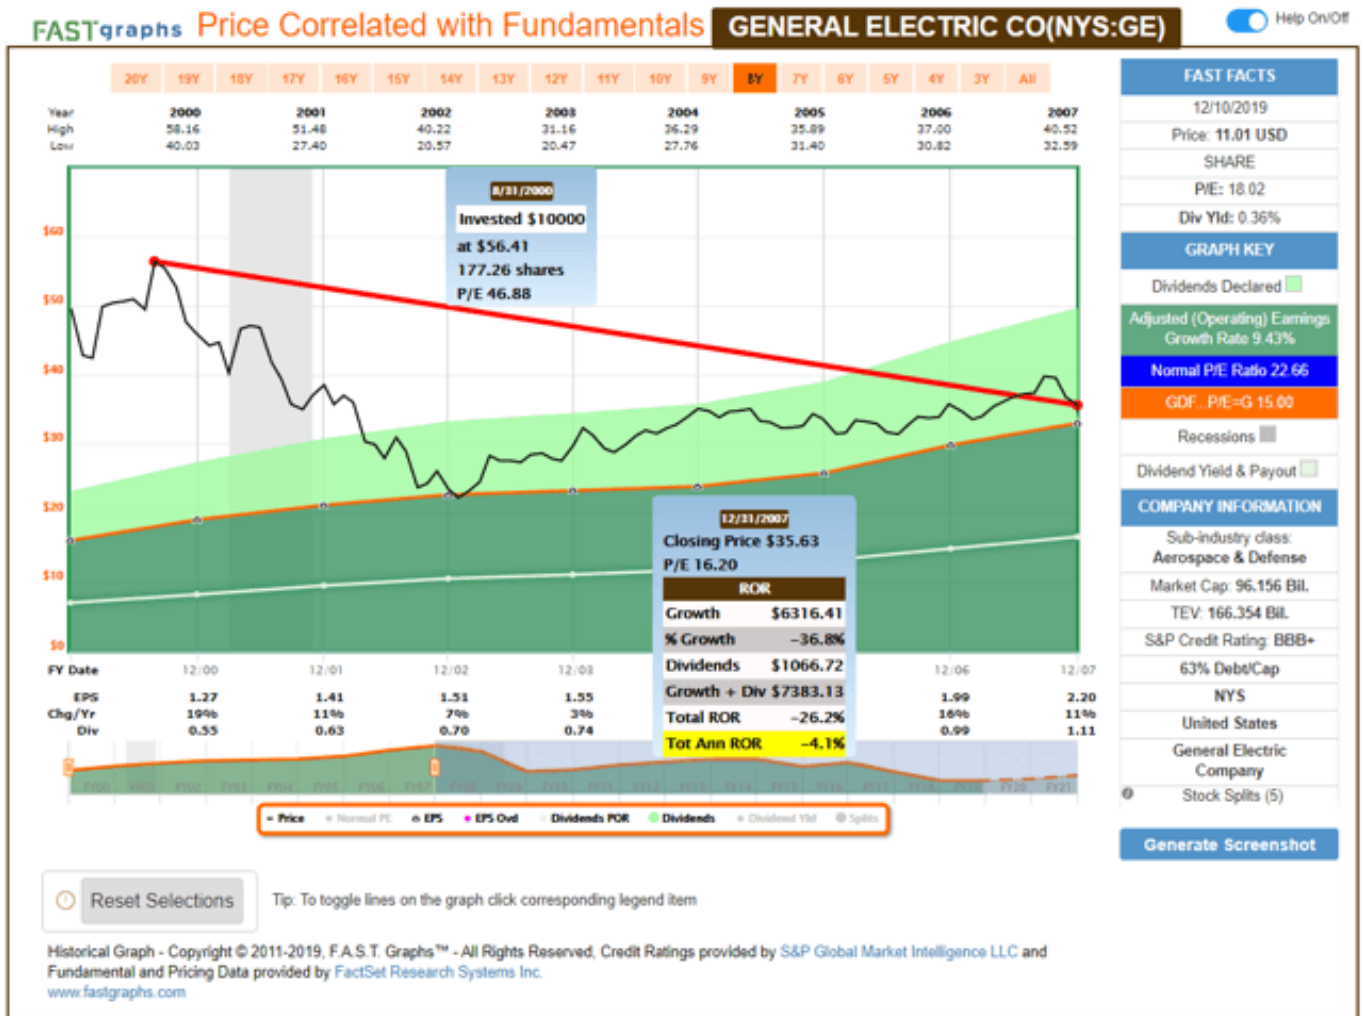 FASTgraphs Price Correlated with Fundamentals GENERAL ELECTRIC CO(NYS:GE) Help On/Off
20Y 19Y 18Y 17Y 16Y 15Y 14Y 13Y 12Y 11Y 10Y 9Y 8Y 7Y 6Y 5Y 4Y 3Y All
Year 2000 2001 2002 2003 2004 2005 2006 2007
High 58.16 51.48 40.22 31.16 36.29 35.89 37.00 40.52
Low 40.03 27.40 20.57 20.47 27.76 31.40 30.82 32.59
$60
$50
$40
$30
$20
$10
$0
8/31/2000
Invested $10000
at $56.41
177.26 shares
P/E 46.88
12/31/2007
Closing Price $35.63
P/E 16.20
ROR
Growth $6316.41
% Growth -36.8%
Dividends $1066.72
Growth + Div $7383.13
Total ROR -26.2%
Tot Ann ROR -4.1%
FY Date 12/00 12/01 12/02 12/03 12/06 12/07
EPS 1.27 1.41 1.51 1.55 1.99 2.20
Chg/Yr 19% 11% 7% 3% 16% 11%
Div 0.55 0.63 0.70 0.74 0.99 1.11
Price Normal PE EPS EPS Ovd Dividends POR Dividends Dividend Yld Splits
FAST FACTS
12/10/2019
Price: 11.01 USD
SHARE
P/E: 18.02
Div Yld: 0.36%
GRAPH KEY
Dividends Declared
Adjusted (Operating) Earnings
Growth Rate 9.43%
Normal P/E Ratio 22.66
GDF...P/E=G 15.00
Recessions
Dividend Yield & Payout
COMPANY INFORMATION
Sub-industry class:
Aerospace & Defense
Market Cap: 96.156 Bil.
TEV: 166.354 Bil.
S&P Credit Rating: BBB+
63% Debt/Cap
NYS
United States
General Electric
Company
Stock Splits (5)
Generate Screenshot
Reset Selections
Tip: To toggle lines on the graph click corresponding legend item
Historical Graph - Copyright © 2011-2019, F.A.S.T. Graphs™ - All Rights Reserved, Credit Ratings provided by S&P Global Market Intelligence LLC and
Fundamental and Pricing Data provided by FactSet Research Systems Inc.
www.fastgraphs.com